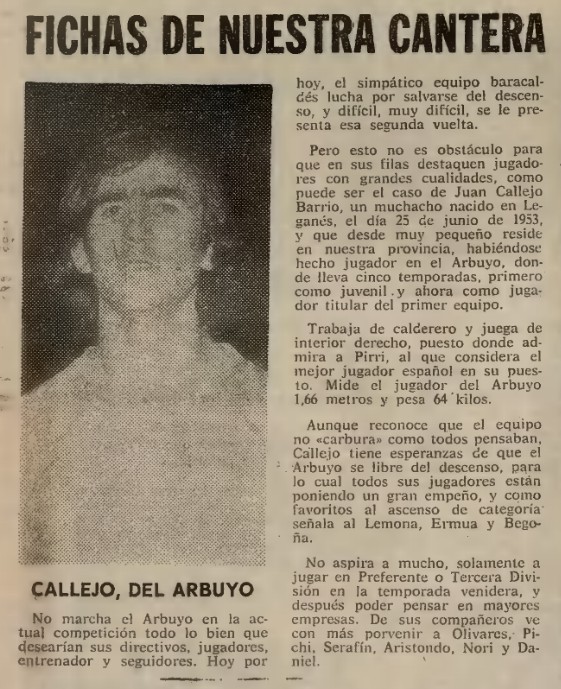 FICHAS DE NUESTRA CANTERA
CALLEJO, DEL ARBUYO
No marcha el Arbuyo en la ac-
tual competición todo lo bien que
desearían sus directivos, jugadores,
entrenador y seguidores. Hoy por
hoy, el simpático equipo baracal-
dés lucha por salvarse del descen-
so, y difícil, muy difícil, se le pre-
senta esa segunda vuelta.
Pero esto no es obstáculo para
que en sus filas destaquen jugado-
res con grandes cualidades, como
puede ser el caso de Juan Callejo
Barrio, un muchacho nacido en Le-
ganés, el día 25 de junio de 1953,
y que desde muy pequeño reside
en nuestra provincia, habiéndose
hecho jugador en el Arbuyo, don-
de lleva cinco temporadas, primero
como juvenil y ahora como juga-
dor titular del primer equipo.
Trabaja de calderero y juega de
interior derecho, puesto donde ad-
mira a Pirri, al que considera el
mejor jugador español en su pues-
to. Mide el jugador del Arbuyo
1,66 metros y pesa 64 kilos.
Aunque reconoce que el equipo
no «carbura» como todos pensaban,
Callejo tiene esperanzas de que el
Arbuyo se libre del descenso, para
lo cual todos sus jugadores están
poniendo un gran empeño, y como
favoritos al ascenso de categoría
señala al Lemona, Ermua y Bego-
ña.
No aspira a mucho, solamente a
jugar en Preferente o Tercera Divi-
sión en la temporada venidera, y
después poder pensar en mayores
empresas. De sus compañeros ve
con más porvenir a Olivares, Pi-
chi, Serafín, Aristondo, Nori y Da-
niel.